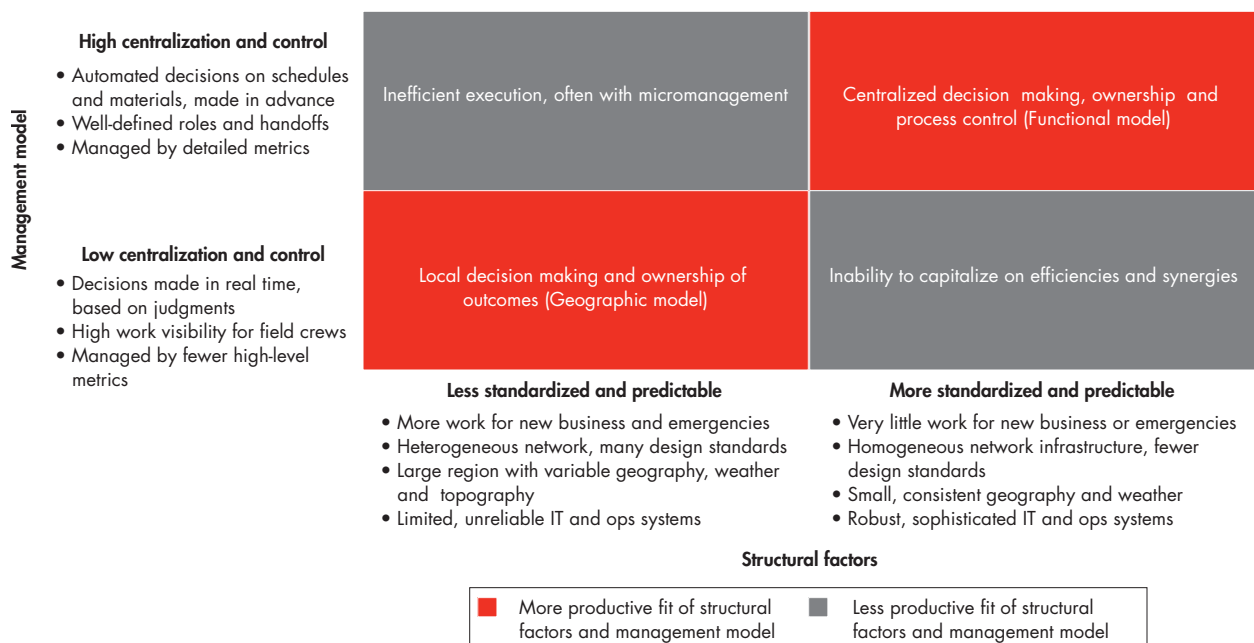 Management model
High centralization and control
• Automated decisions on schedules
and materials, made in advance
• Well-defined roles and handoffs
• Managed by detailed metrics
Inefficient execution, often with micromanagement
Centralized decision making, ownership and
process control (Functional model)
Low centralization and control
• Decisions made in real time,
based on judgments
• High work visibility for field crews
• Managed by fewer high-level
metrics
Local decision making and ownership of
outcomes (Geographic model)
Inability to capitalize on efficiencies and synergies
Less standardized and predictable
• More work for new business and emergencies
• Heterogeneous network, many design standards
• Large region with variable geography, weather
and topography
• Limited, unreliable IT and ops systems
More standardized and predictable
• Very little work for new business or emergencies
• Homogeneous network infrastructure, fewer
design standards
• Small, consistent geography and weather
• Robust, sophisticated IT and ops systems
Structural factors
More productive fit of structural
factors and management model
Less productive fit of structural
factors and management model